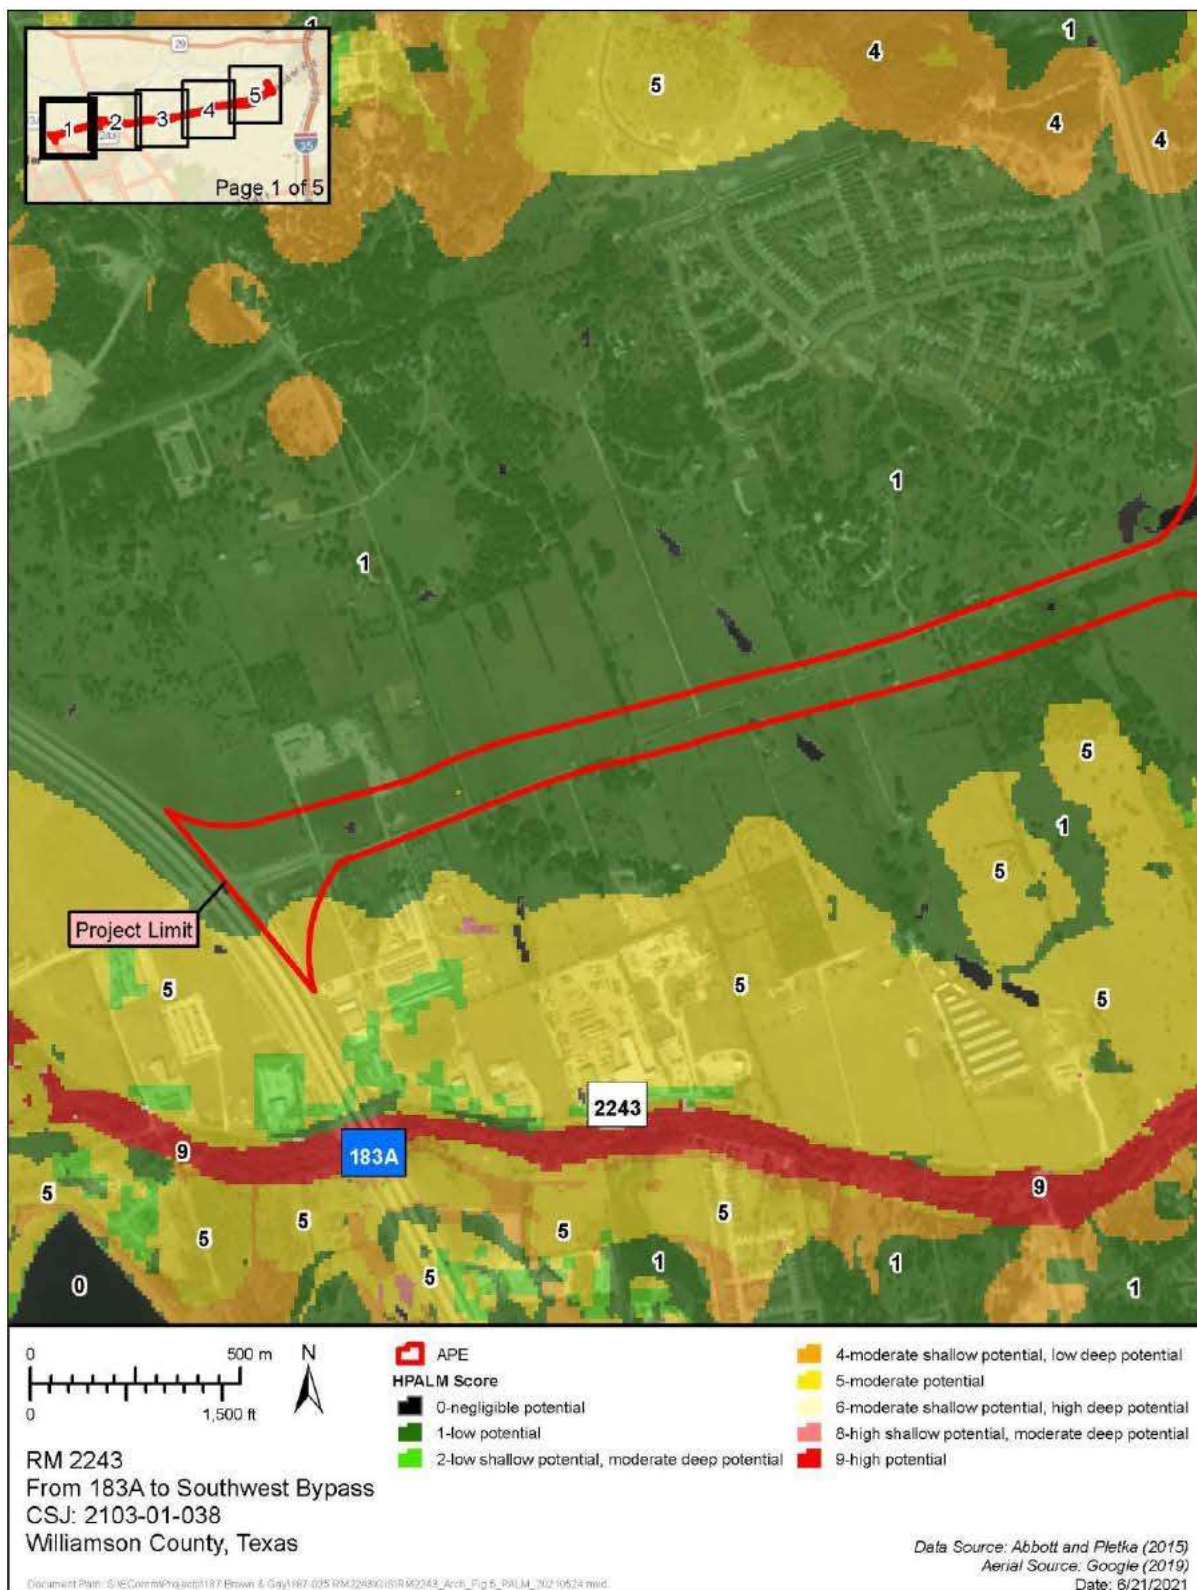 1
29
1
2
3
4
5
35
Page 1 of 5
5
4
4
4
1
1
1
5
5
1
Project Limit
5
5
5
2243
183A
9
9
5
5
5
5
5
5
1
1
1
0
0 500 m
0 1,500 ft
N
APE
HPALM Score
0-negligible potential
1-low potential
2-low shallow potential, moderate deep potential
4-moderate shallow potential, low deep potential
5-moderate potential
6-moderate shallow potential, high deep potential
8-high shallow potential, moderate deep potential
9-high potential
RM 2243
From 183A to Southwest Bypass
CSJ: 2103-01-038
Williamson County, Texas
Data Source: Abbott and Pletka (2015)
Aerial Source: Google (2019)
Date: 6/21/2021